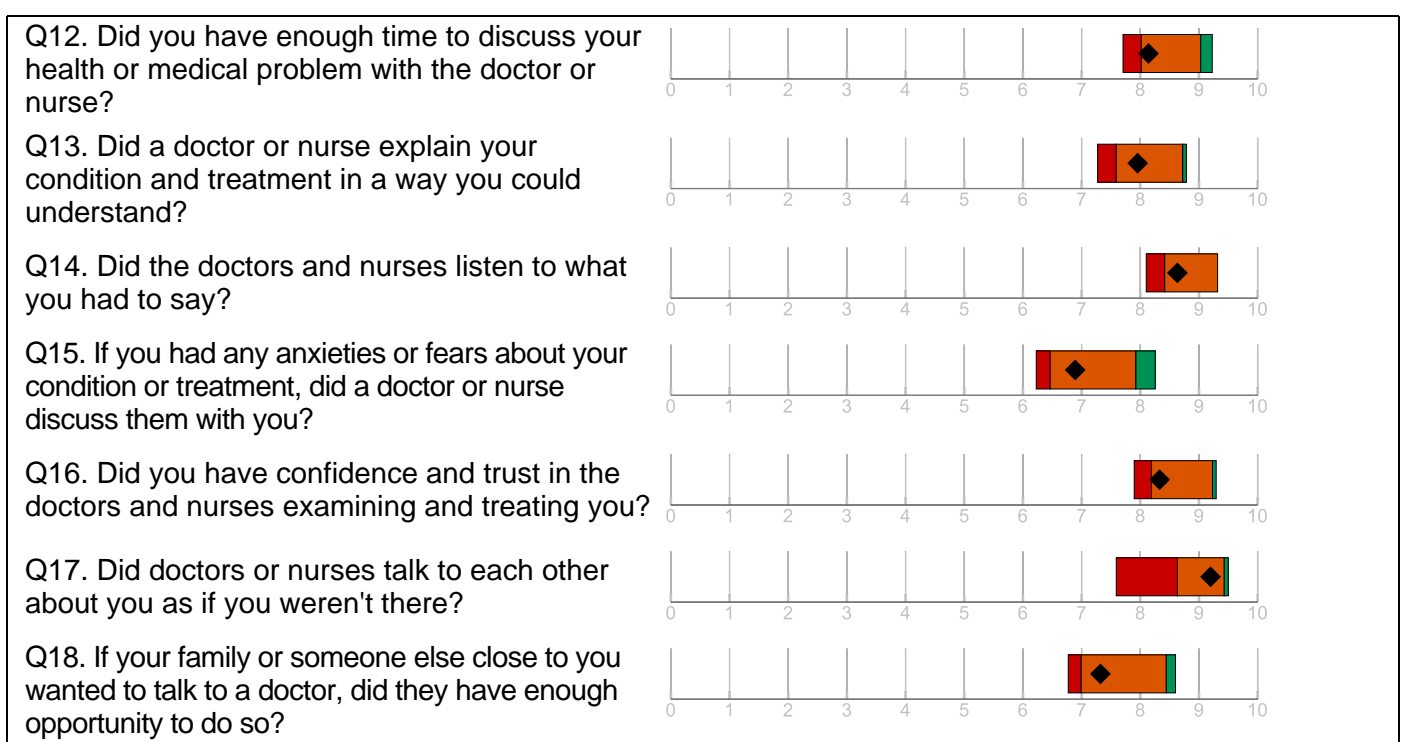 Q12. Did you have enough time to discuss your
health or medical problem with the doctor or
nurse?
0 1 2 3 4 5 6 7 8 9 10
Q13. Did a doctor or nurse explain your
condition and treatment in a way you could
understand?
0 1 2 3 4 5 6 7 8 9 10
Q14. Did the doctors and nurses listen to what
you had to say?
0 1 2 3 4 5 6 7 8 9 10
Q15. If you had any anxieties or fears about your
condition or treatment, did a doctor or nurse
discuss them with you?
0 1 2 3 4 5 6 7 8 9 10
Q16. Did you have confidence and trust in the
doctors and nurses examining and treating you?
0 1 2 3 4 5 6 7 8 9 10
Q17. Did doctors or nurses talk to each other
about you as if you weren't there?
0 1 2 3 4 5 6 7 8 9 10
Q18. If your family or someone else close to you
wanted to talk to a doctor, did they have enough
opportunity to do so?
0 1 2 3 4 5 6 7 8 9 10